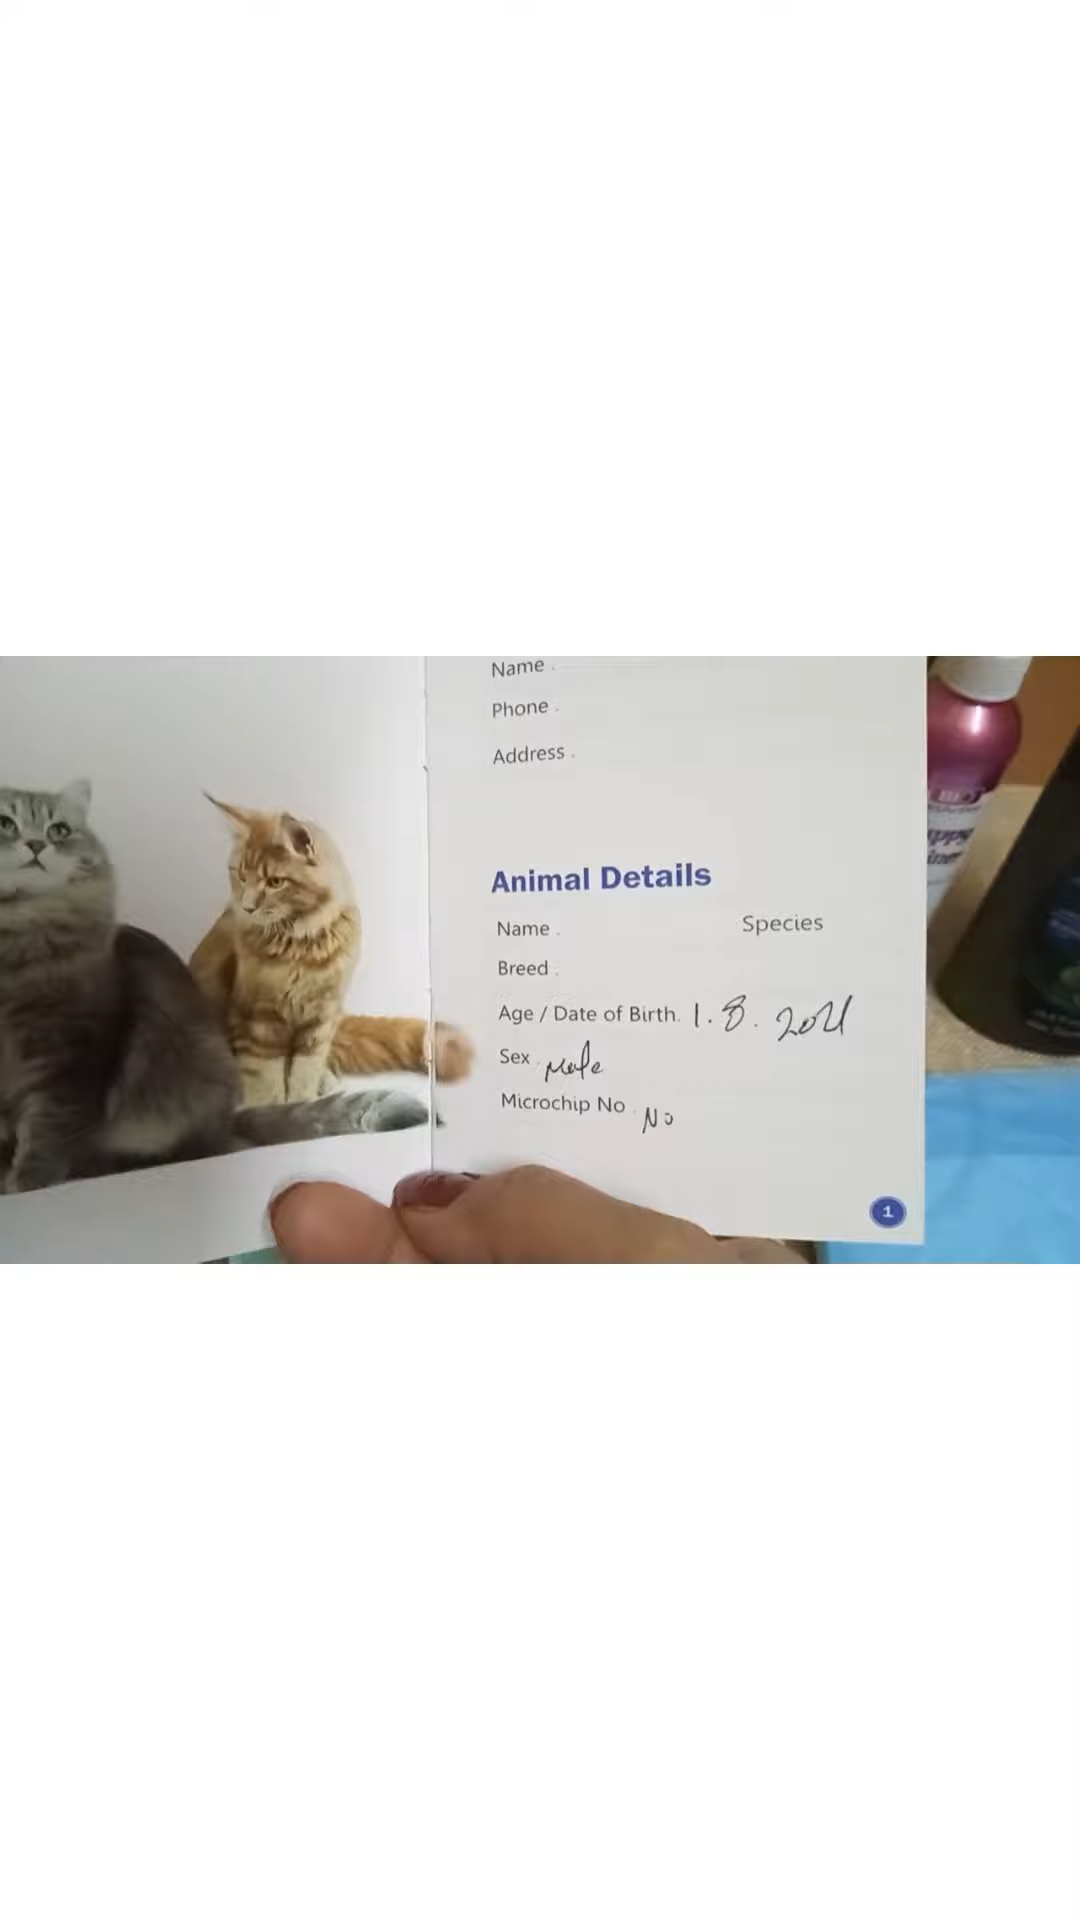 Name .
Phone .
Address .
Animal Details
Name . Species
Breed .
Age / Date of Birth. 1.8.2021
Sex . Male
Microchip No . No
1